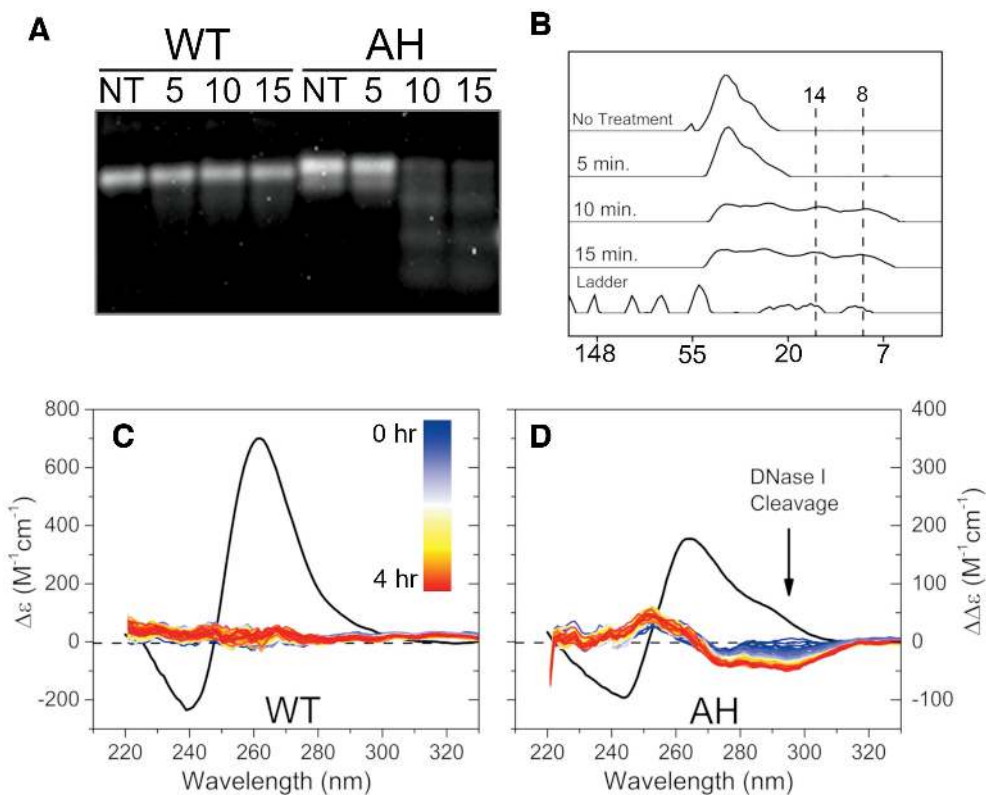 A
WT AH
NT 5 10 15 NT 5 10 15
B
14 8
No Treatment
5 min.
10 min.
15 min.
Ladder
148 55 20 7
C
0 hr
4 hr
800
600
400
200
0
-200
Δε (M⁻¹cm⁻¹)
WT
220 240 260 280 300 320
Wavelength (nm)
D
DNase I
Cleavage
400
300
200
100
0
-100
ΔΔε (M⁻¹cm⁻¹)
AH
220 240 260 280 300 320
Wavelength (nm)